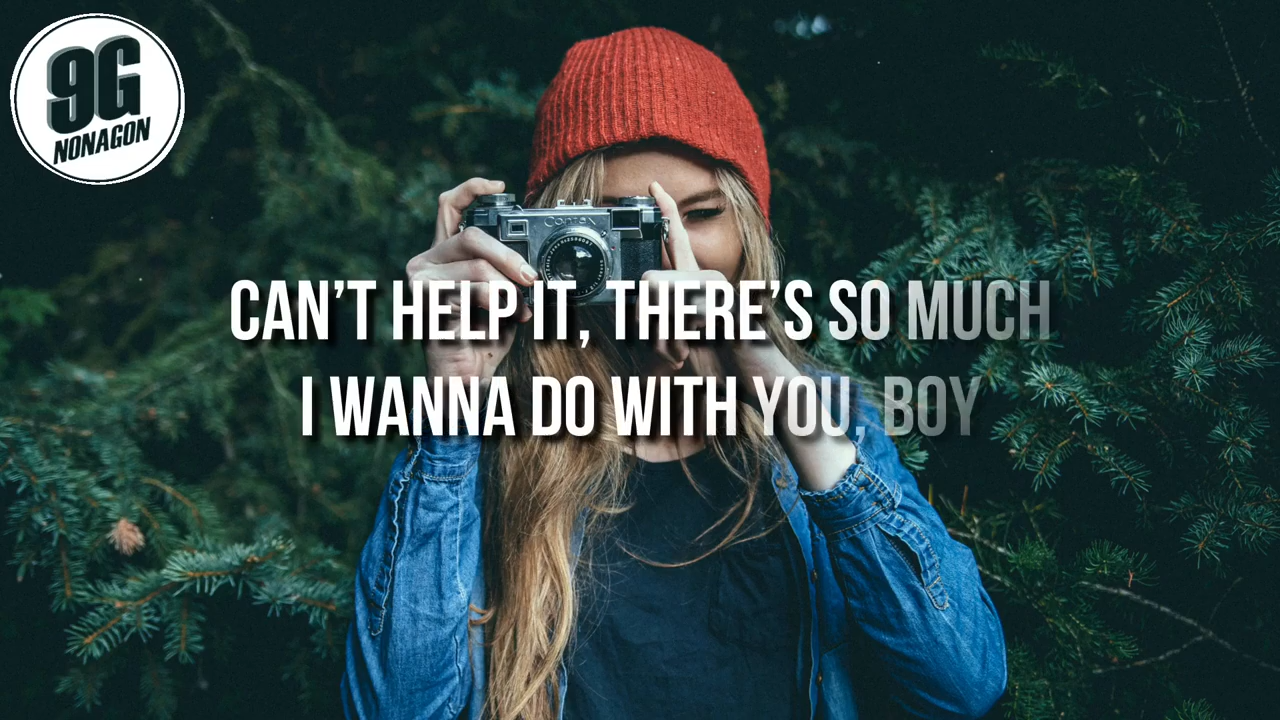 9G
NONAGON
Contax
CAN'T HELP IT, THERE'S SO MUCH
I WANNA DO WITH YOU, BOY